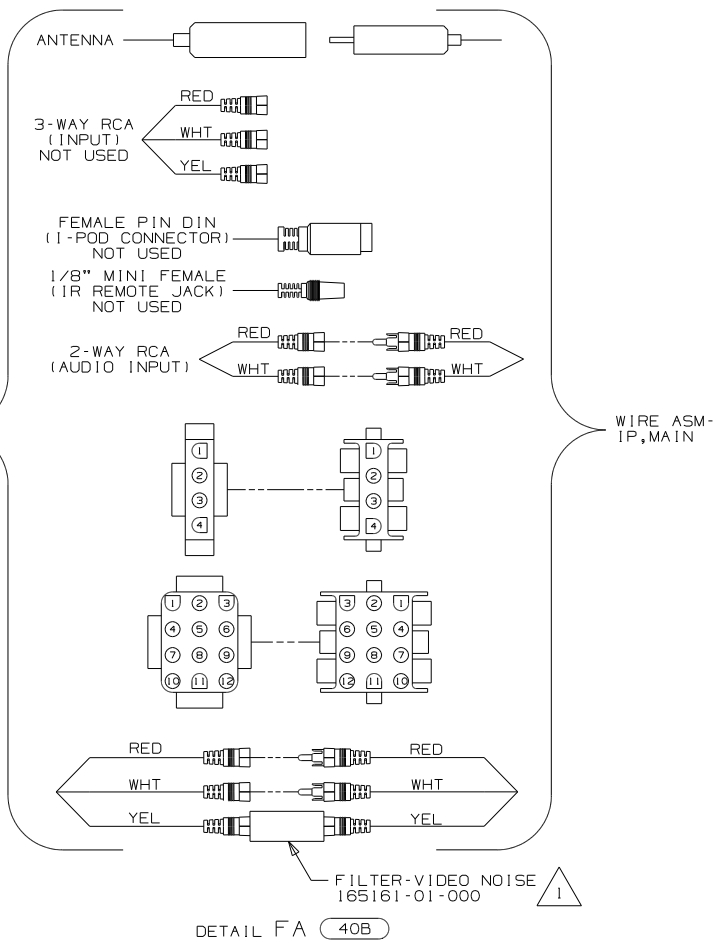 ANTENNA
RED
3-WAY RCA
(INPUT)
NOT USED
WHT
YEL
FEMALE PIN DIN
(I-POD CONNECTOR)
NOT USED
1/8" MINI FEMALE
(IR REMOTE JACK)
NOT USED
2-WAY RCA
(AUDIO INPUT)
RED RED
WHT WHT
WIRE ASM-
IP,MAIN
1 1
2 2
3 3
4 4
1 2 3 3 2 1
4 5 6 6 5 4
7 8 9 9 8 7
10 11 12 12 11 10
RED RED
WHT WHT
YEL YEL
FILTER-VIDEO NOISE
165161-01-000
1
DETAIL FA 40B